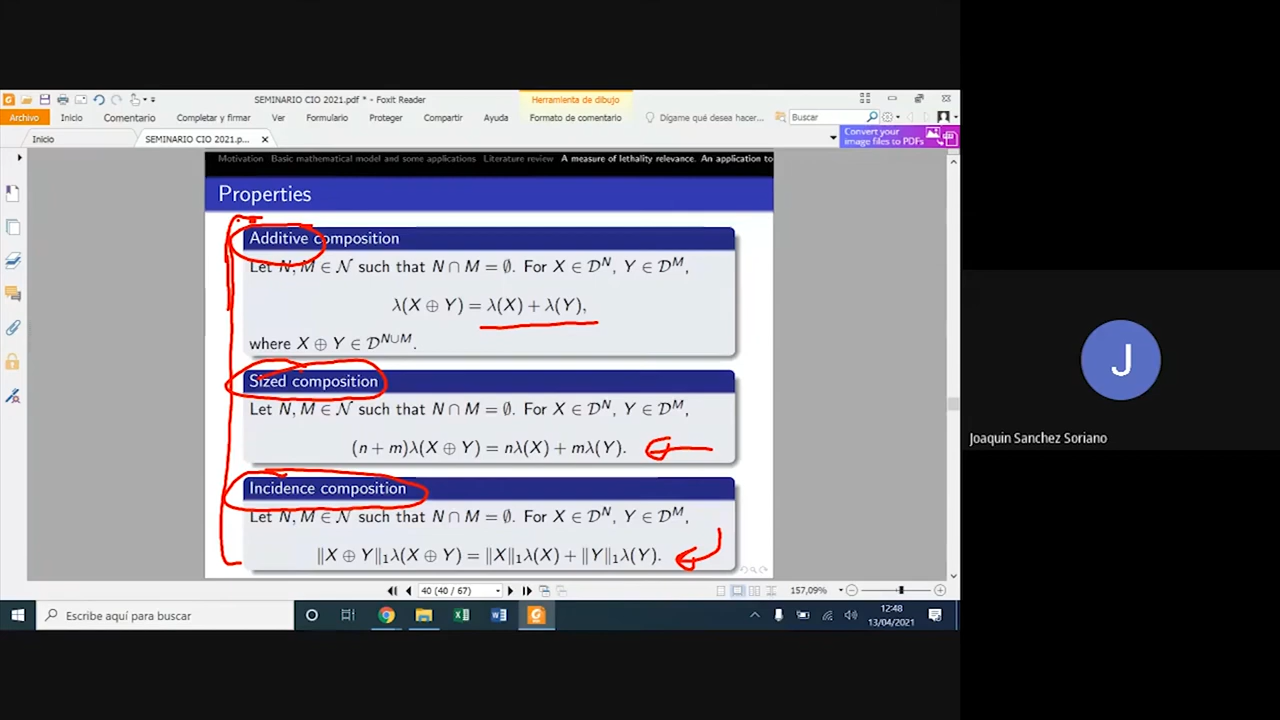 SEMINARIO CIO 2021.pdf * - Foxit Reader
Herramienta de dibujo
Archivo Inicio Comentario Completar y firmar Ver Formulario Proteger Compartir Ayuda Formato de comentario Dígame qué desea hacer... Buscar
Inicio SEMINARIO CIO 2021.pdf...
Convert your
image files to PDFs
Motivation Basic mathematical model and some applications Literature review A measure of lethality relevance. An application to
Properties
Additive composition
Let N, M ∈ 𝒩 such that N ∩ M = ∅. For X ∈ 𝒟^N, Y ∈ 𝒟^M,
λ(X ⊕ Y) = λ(X) + λ(Y),
where X ⊕ Y ∈ 𝒟^{N∪M}.
Sized composition
Let N, M ∈ 𝒩 such that N ∩ M = ∅. For X ∈ 𝒟^N, Y ∈ 𝒟^M,
(n + m)λ(X ⊕ Y) = nλ(X) + mλ(Y).
Incidence composition
Let N, M ∈ 𝒩 such that N ∩ M = ∅. For X ∈ 𝒟^N, Y ∈ 𝒟^M,
‖X ⊕ Y‖₁λ(X ⊕ Y) = ‖X‖₁λ(X) + ‖Y‖₁λ(Y).
40 (40 / 67)
157,09%
Escribe aquí para buscar
12:48
13/04/2021
J
Joaquin Sanchez Soriano